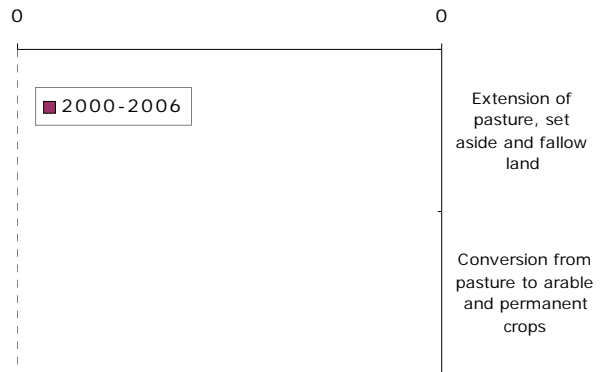 0 0
2000-2006
Extension of
pasture, set
aside and fallow
land
Conversion from
pasture to arable
and permanent
crops